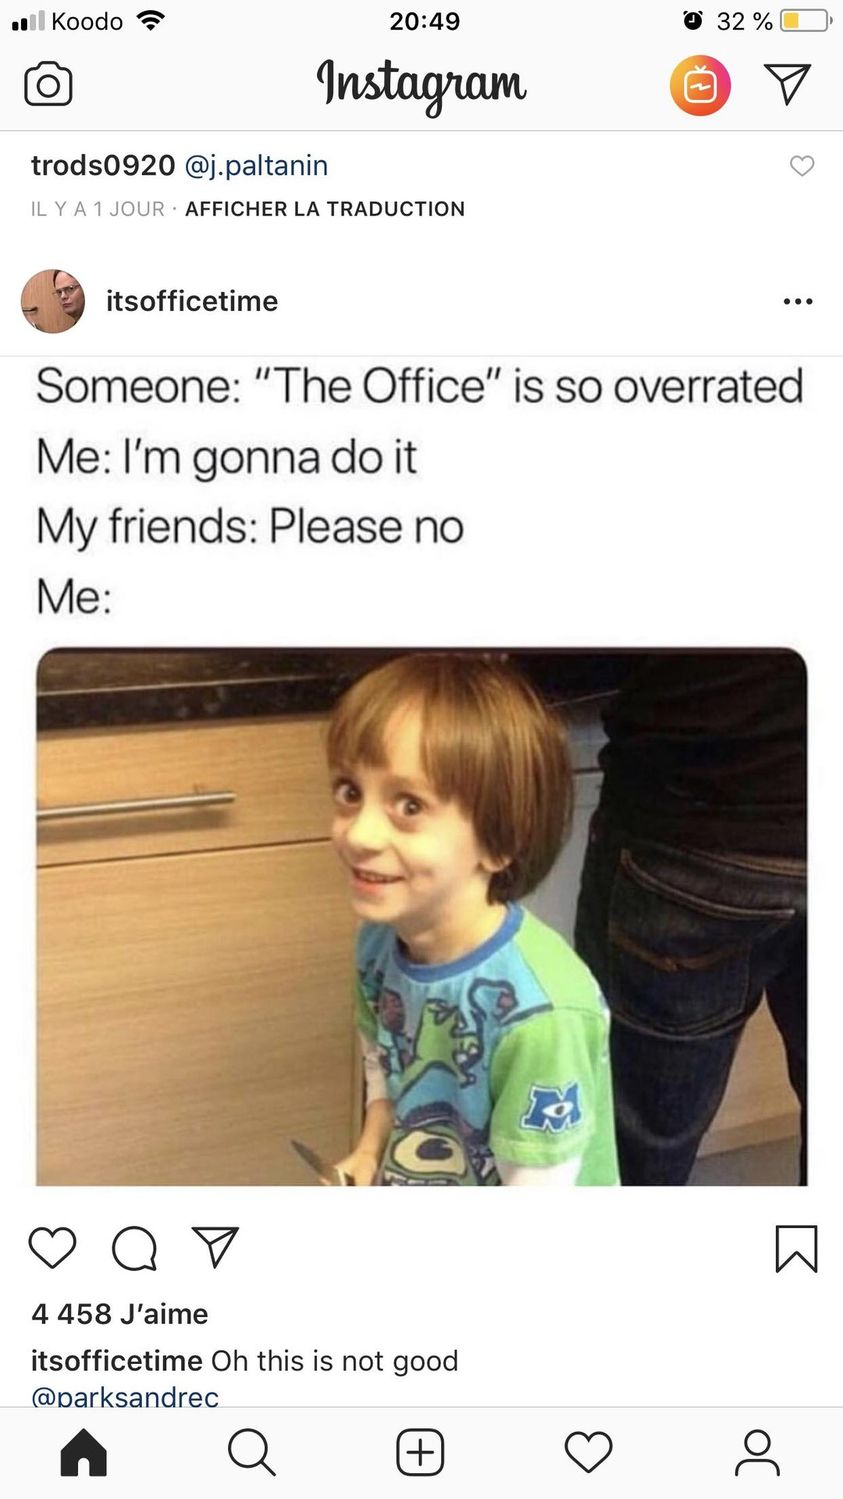 Koodo 20:49 32 %
Instagram
trods0920 @j.paltanin
IL Y A 1 JOUR · AFFICHER LA TRADUCTION
itsofficetime
Someone: “The Office” is so overrated
Me: I’m gonna do it
My friends: Please no
Me:
M
4 458 J’aime
itsofficetime Oh this is not good
@parksandrec